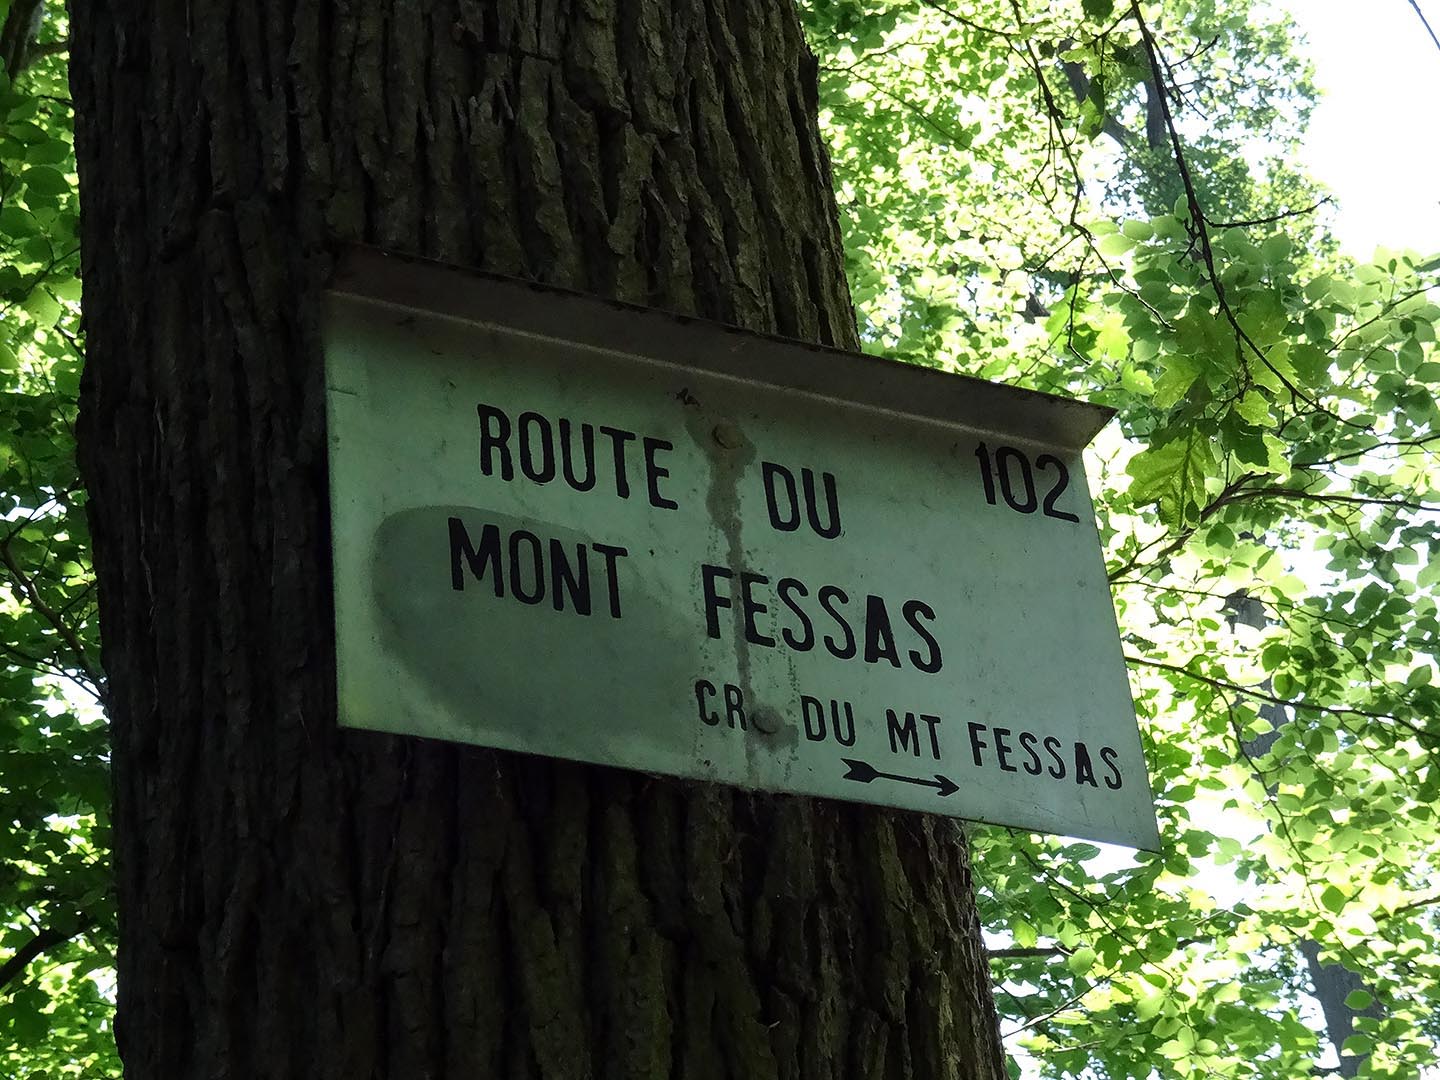 ROUTE DU 102
MONT FESSAS
CR DU MT FESSAS